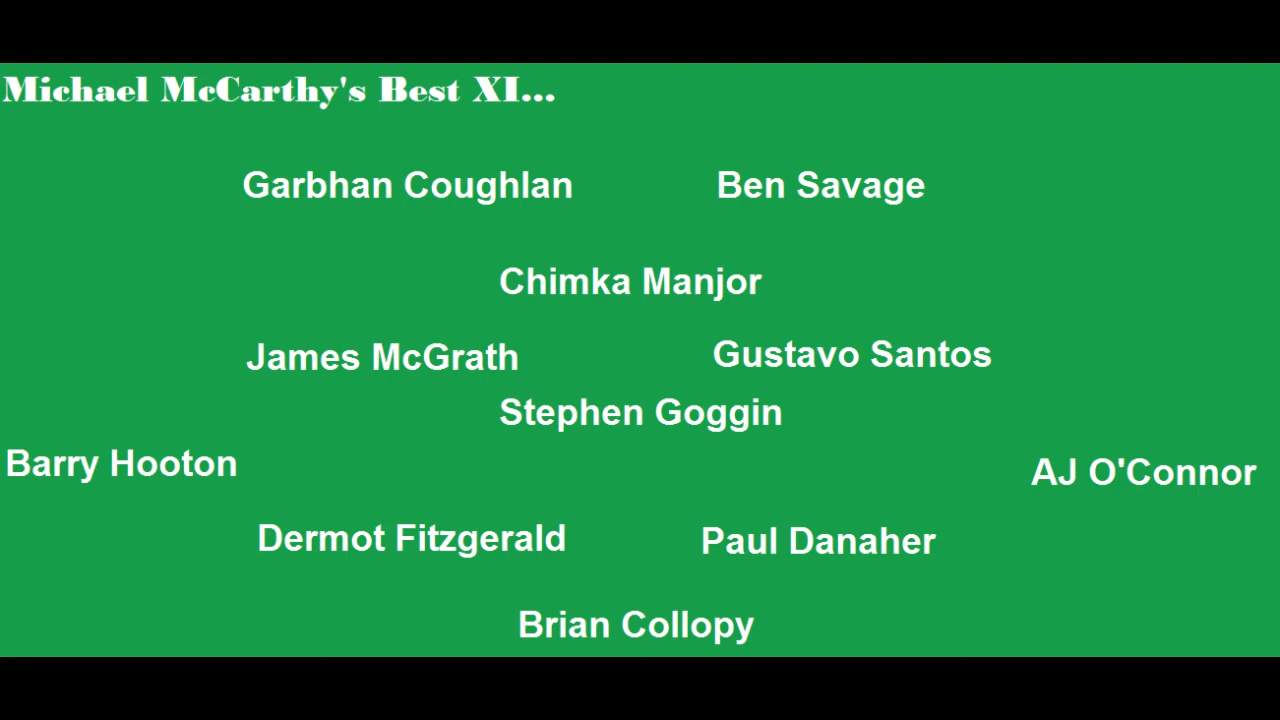 Michael McCarthy's Best XI...
Garbhan Coughlan Ben Savage
Chimka Manjor
James McGrath Gustavo Santos
Stephen Goggin
Barry Hooton AJ O'Connor
Dermot Fitzgerald Paul Danaher
Brian Collopy